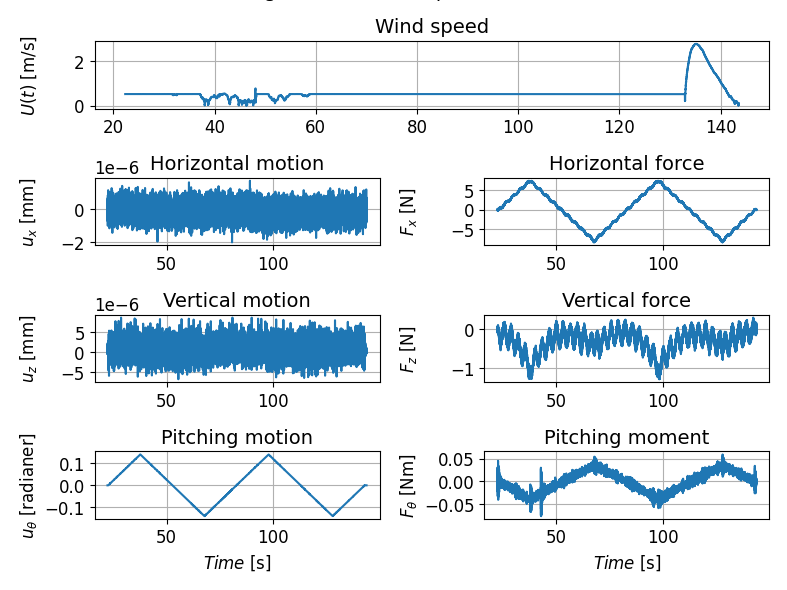 Wind speed
U(t) [m/s]
2
0
20 40 60 80 100 120 140
1e−6 Horizontal motion
u_x [mm]
0
−2
50 100
Horizontal force
F_x [N]
5
0
−5
50 100
1e−6 Vertical motion
u_z [mm]
5
0
−5
50 100
Vertical force
F_z [N]
0
−1
50 100
Pitching motion
u_θ [radianer]
0.1
0.0
−0.1
50 100
Time [s]
Pitching moment
F_θ [Nm]
0.05
0.00
−0.05
50 100
Time [s]